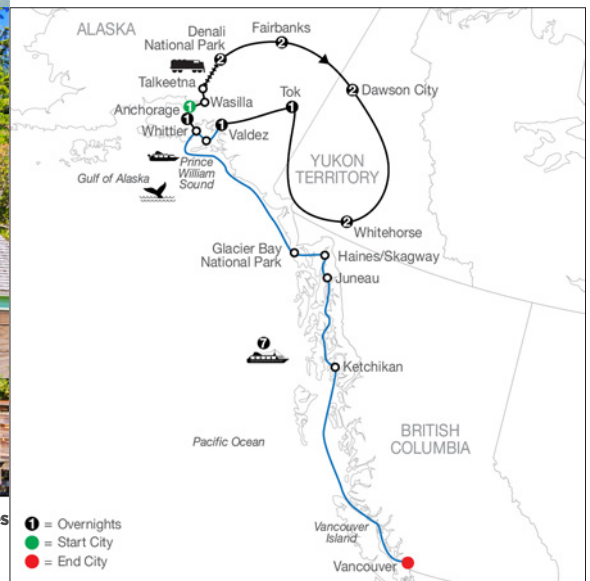 ALASKA
Denali
National Park
2
Fairbanks
2
Talkeetna
Wasilla
Anchorage
1
1
Whittier
Valdez
1
Tok
1
Dawson City
2
YUKON
TERRITORY
Prince
William
Sound
Gulf of Alaska
2
Whitehorse
Glacier Bay
National Park
Haines/Skagway
Juneau
7
Ketchikan
Pacific Ocean
BRITISH
COLUMBIA
Vancouver
Island
Vancouver
s
1 = Overnights
= Start City
= End City